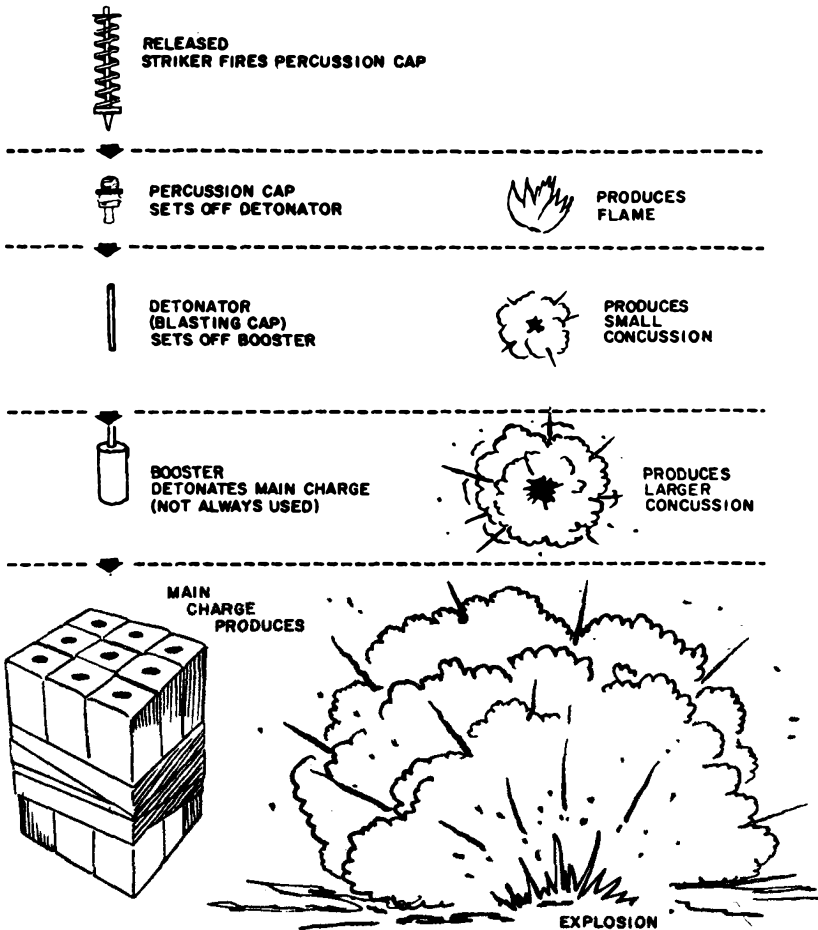 RELEASED
STRIKER FIRES PERCUSSION CAP
PERCUSSION CAP
SETS OFF DETONATOR
PRODUCES
FLAME
DETONATOR
(BLASTING CAP)
SETS OFF BOOSTER
PRODUCES
SMALL
CONCUSSION
BOOSTER
DETONATES MAIN CHARGE
(NOT ALWAYS USED)
PRODUCES
LARGER
CONCUSSION
MAIN
CHARGE
PRODUCES
EXPLOSION